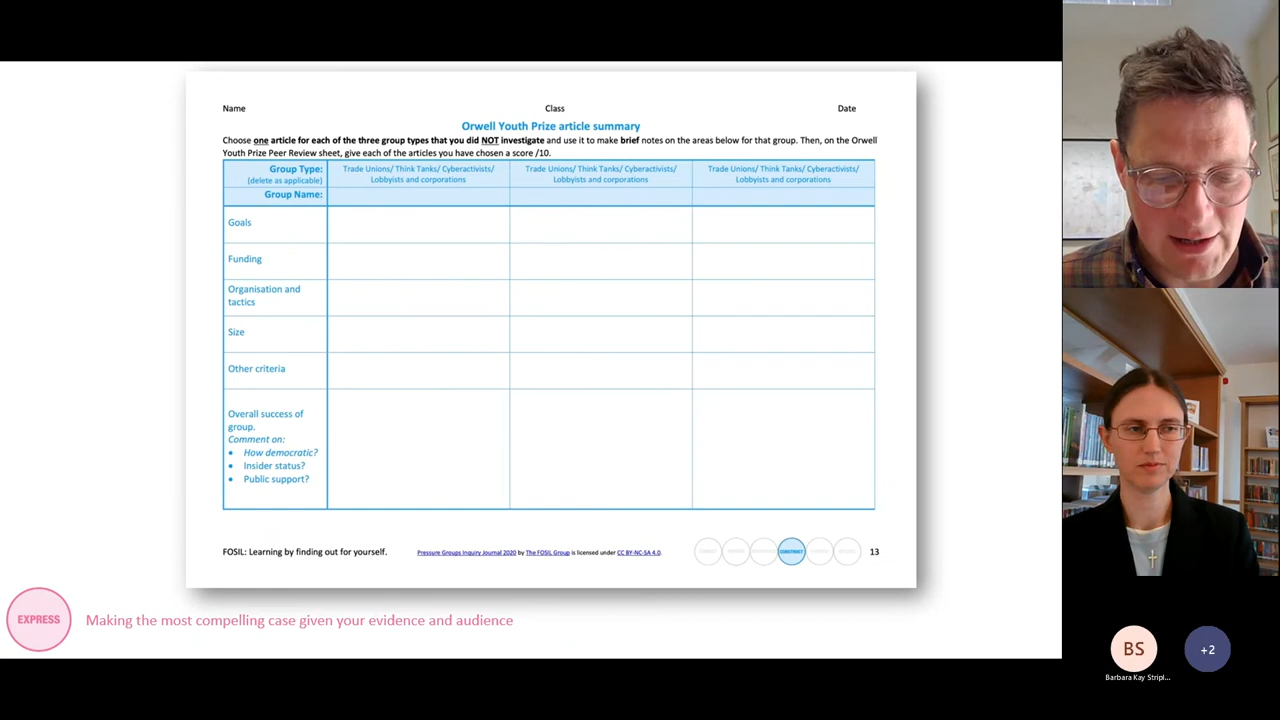 Name Class Date
Orwell Youth Prize article summary
Choose one article for each of the three group types that you did NOT investigate and use it to make brief notes on the areas below for that group. Then, on the Orwell
Youth Prize Peer Review sheet, give each of the articles you have chosen a score /10.
Group Type: Trade Unions/ Think Tanks/ Cyberactivists/ Trade Unions/ Think Tanks/ Cyberactivists/ Trade Unions/ Think Tanks/ Cyberactivists/
(delete as applicable) Lobbyists and corporations Lobbyists and corporations Lobbyists and corporations
Group Name:
Goals
Funding
Organisation and
tactics
Size
Other criteria
Overall success of
group.
Comment on:
• How democratic?
• Insider status?
• Public support?
FOSIL: Learning by finding out for yourself. Pressure Groups Inquiry Journal 2020 by The FOSIL Group is licensed under CC BY-NC-SA 4.0. CONSTRUCT 13
EXPRESS Making the most compelling case given your evidence and audience
BS +2
Barbara Kay Stripl...